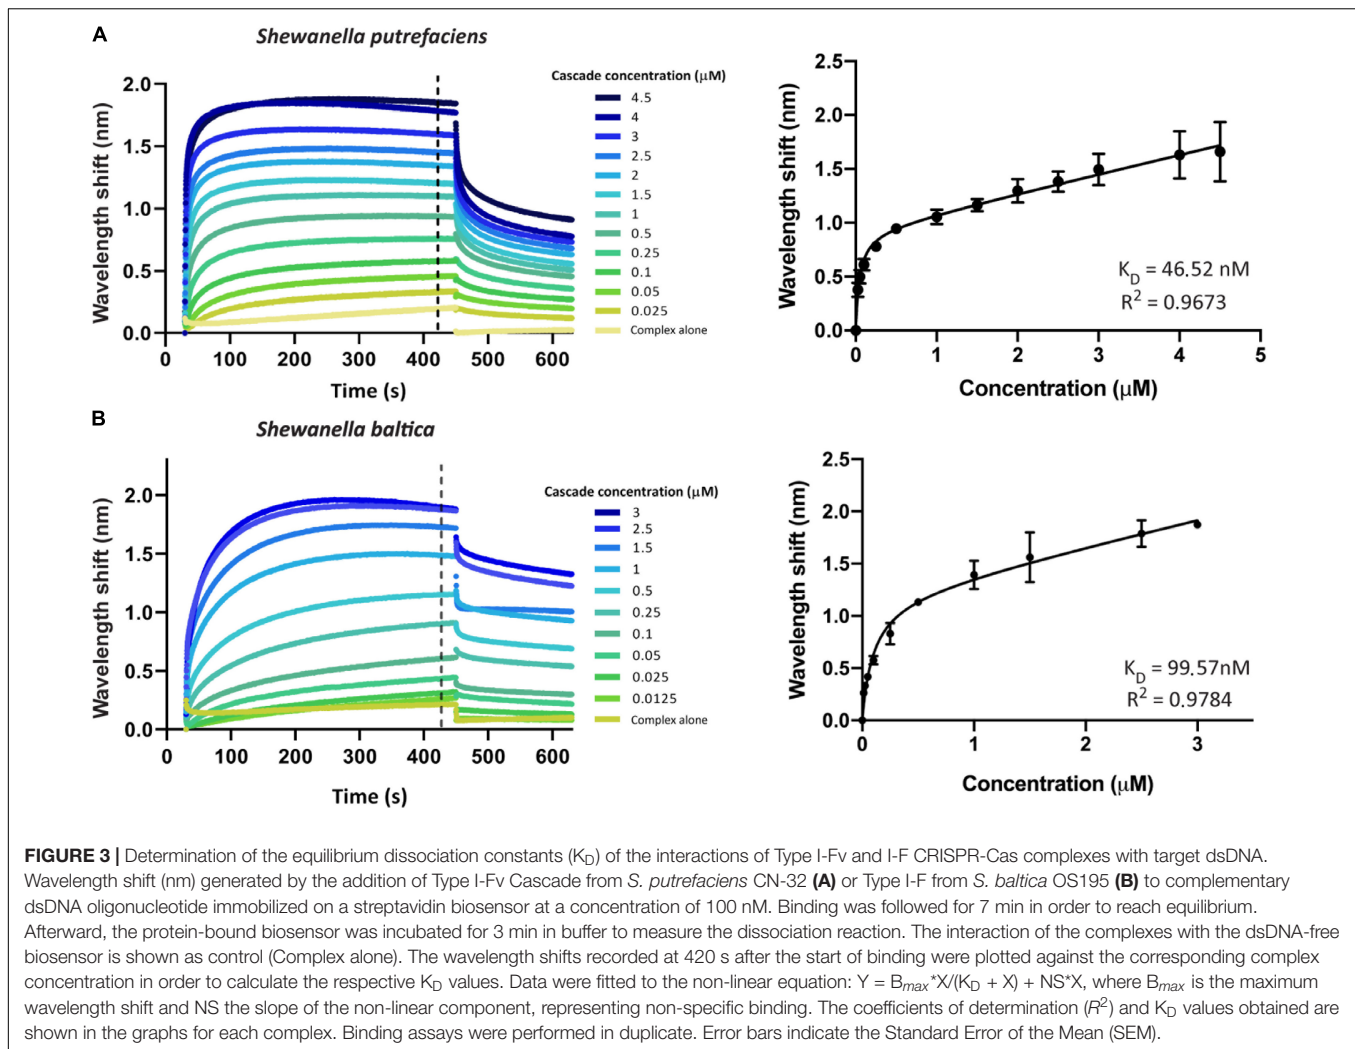 A
Shewanella putrefaciens
Wavelength shift (nm)
2.0
1.5
1.0
0.5
0.0
0 100 200 300 400 500 600
Time (s)
Cascade concentration (μM)
4.5
4
3
2.5
2
1.5
1
0.5
0.25
0.1
0.05
0.025
Complex alone
Wavelength shift (nm)
2.5
2.0
1.5
1.0
0.5
0.0
0 1 2 3 4 5
Concentration (μM)
K_D = 46.52 nM
R² = 0.9673
B
Shewanella baltica
Wavelength shift (nm)
2.0
1.5
1.0
0.5
0.0
0 100 200 300 400 500 600
Time (s)
Cascade concentration (μM)
3
2.5
1.5
1
0.5
0.25
0.1
0.05
0.025
0.0125
Complex alone
Wavelength shift (nm)
2.5
2.0
1.5
1.0
0.5
0.0
0 1 2 3
Concentration (μM)
K_D = 99.57nM
R² = 0.9784
FIGURE 3 | Determination of the equilibrium dissociation constants (K_D) of the interactions of Type I-Fv and I-F CRISPR-Cas complexes with target dsDNA.
Wavelength shift (nm) generated by the addition of Type I-Fv Cascade from S. putrefaciens CN-32 (A) or Type I-F from S. baltica OS195 (B) to complementary
dsDNA oligonucleotide immobilized on a streptavidin biosensor at a concentration of 100 nM. Binding was followed for 7 min in order to reach equilibrium.
Afterward, the protein-bound biosensor was incubated for 3 min in buffer to measure the dissociation reaction. The interaction of the complexes with the dsDNA-free
biosensor is shown as control (Complex alone). The wavelength shifts recorded at 420 s after the start of binding were plotted against the corresponding complex
concentration in order to calculate the respective K_D values. Data were fitted to the non-linear equation: Y = B_max*X/(K_D + X) + NS*X, where B_max is the maximum
wavelength shift and NS the slope of the non-linear component, representing non-specific binding. The coefficients of determination (R²) and K_D values obtained are
shown in the graphs for each complex. Binding assays were performed in duplicate. Error bars indicate the Standard Error of the Mean (SEM).